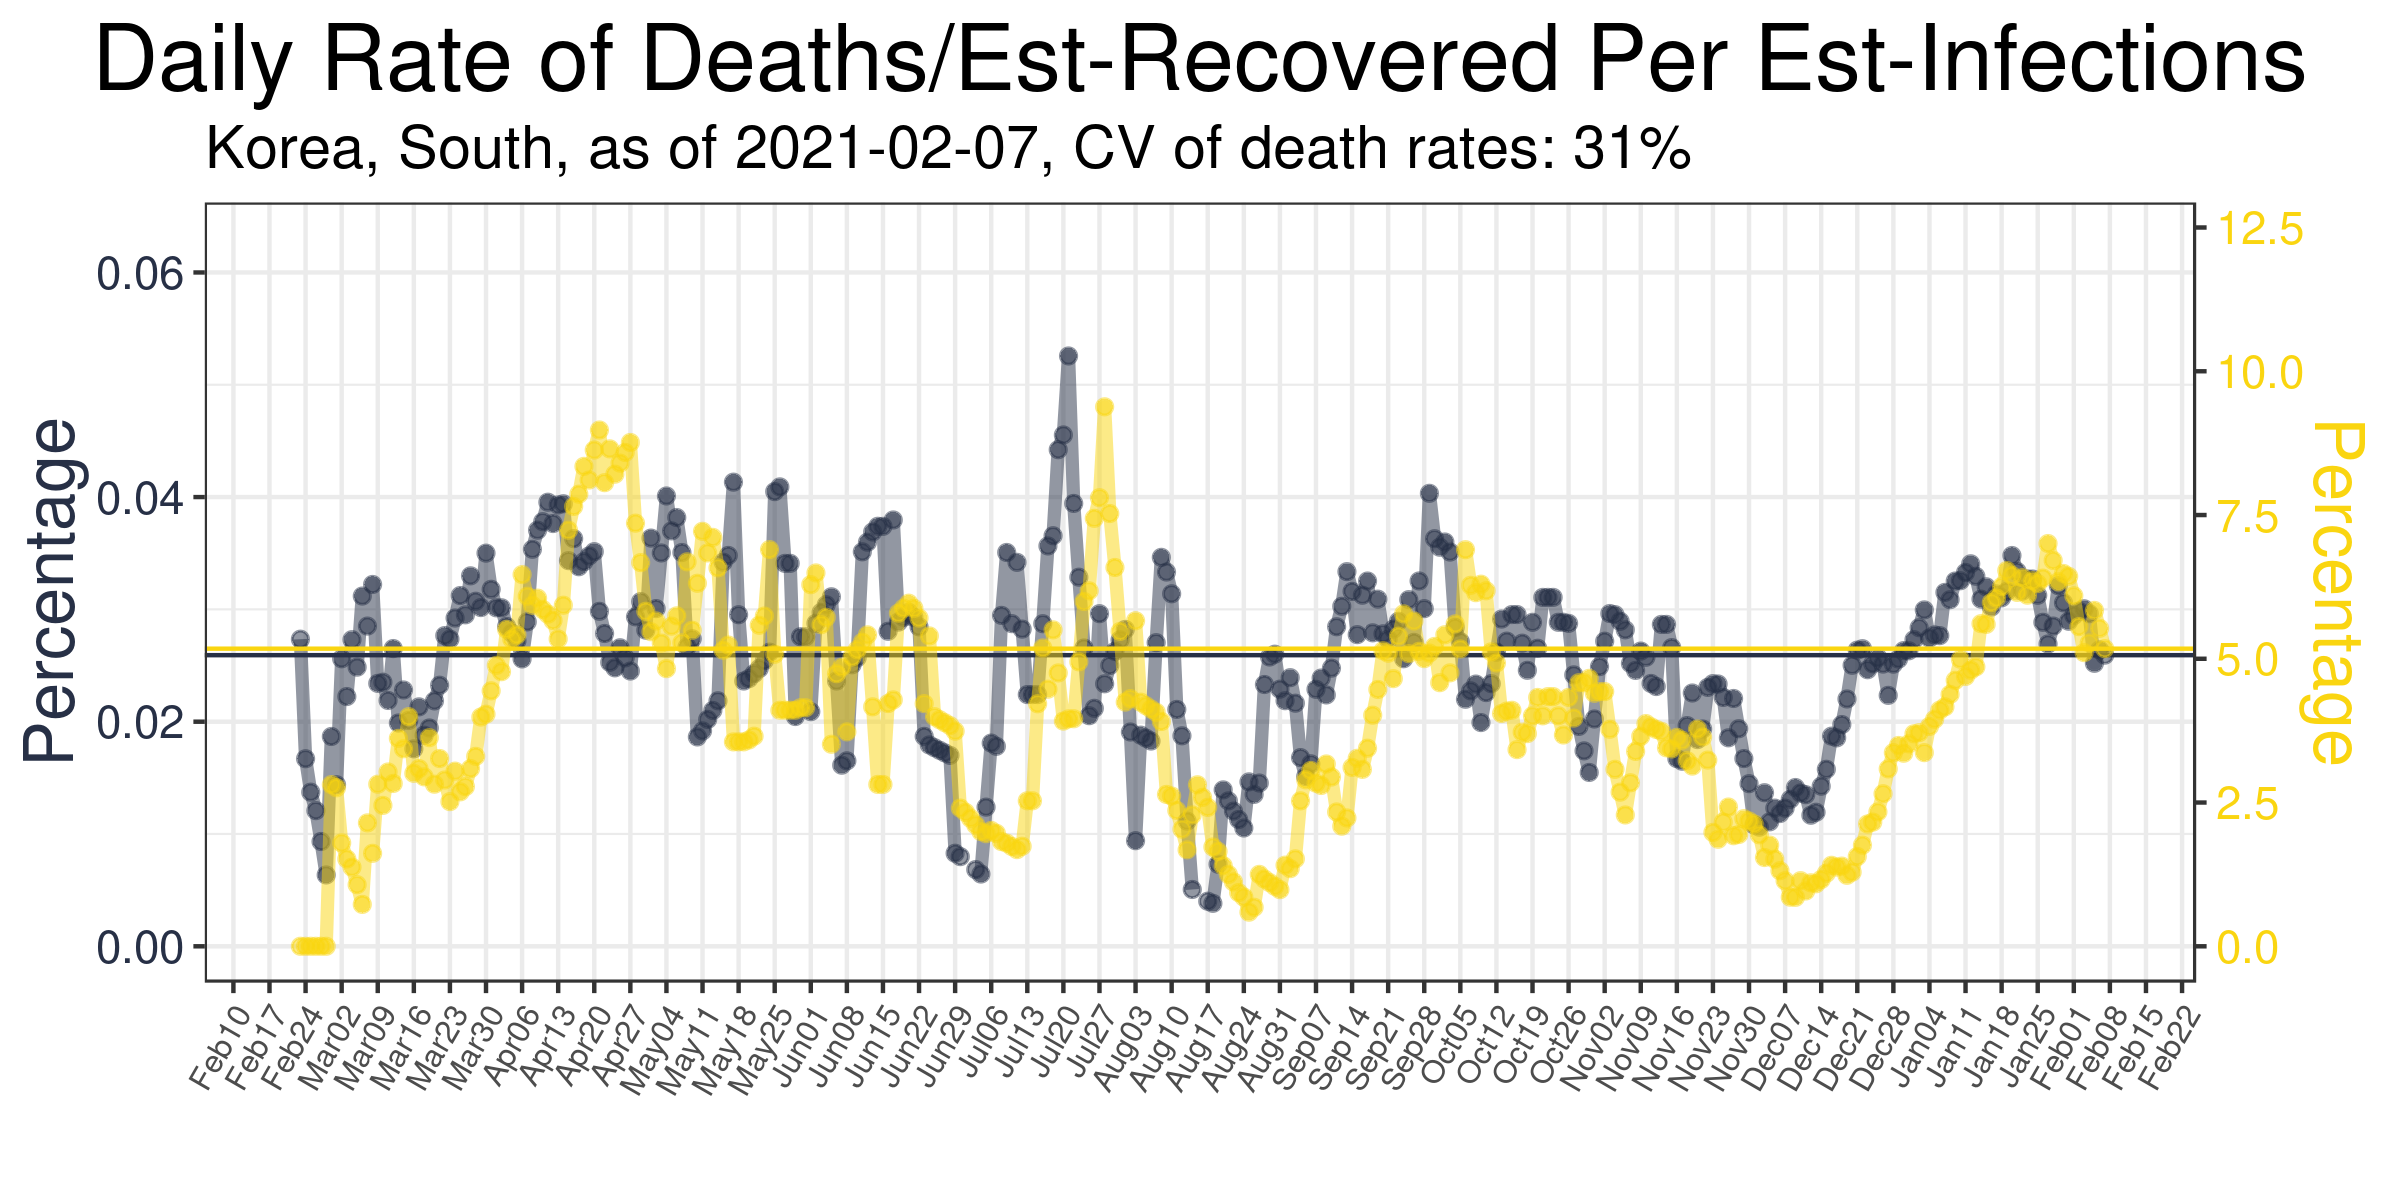 Daily Rate of Deaths/Est-Recovered Per Est-Infections
Korea, South, as of 2021-02-07, CV of death rates: 31%
Percentage
0.06
0.04
0.02
0.00
12.5
10.0
7.5
5.0
2.5
0.0
Percentage
Feb10
Feb17
Feb24
Mar02
Mar09
Mar16
Mar23
Mar30
Apr06
Apr13
Apr20
Apr27
May04
May11
May18
May25
Jun01
Jun08
Jun15
Jun22
Jun29
Jul06
Jul13
Jul20
Jul27
Aug03
Aug10
Aug17
Aug24
Aug31
Sep07
Sep14
Sep21
Sep28
Oct05
Oct12
Oct19
Oct26
Nov02
Nov09
Nov16
Nov23
Nov30
Dec07
Dec14
Dec21
Dec28
Jan04
Jan11
Jan18
Jan25
Feb01
Feb08
Feb15
Feb22